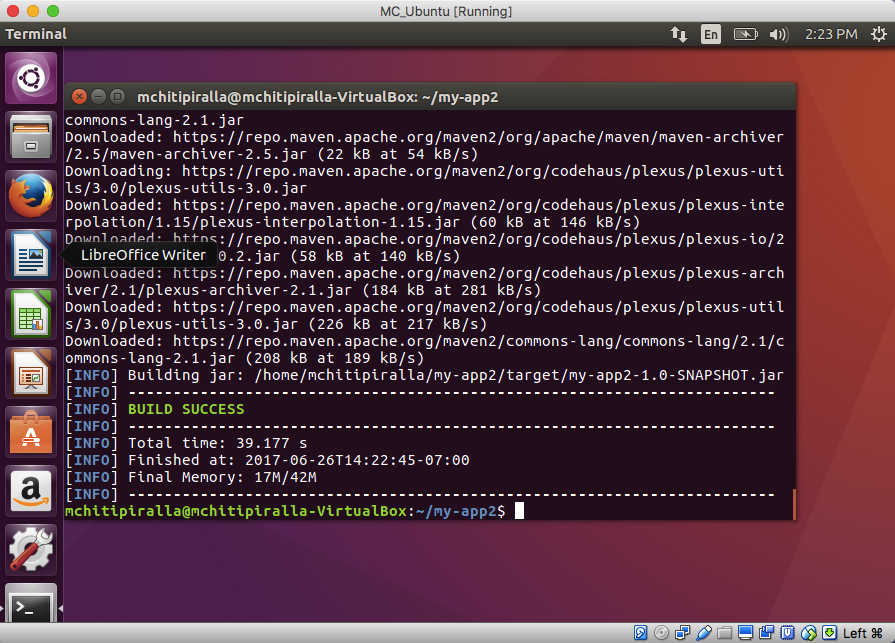 MC_Ubuntu [Running]
Terminal
En
2:23 PM
mchitipiralla@mchitipiralla-VirtualBox: ~/my-app2
commons-lang-2.1.jar
Downloaded: https://repo.maven.apache.org/maven2/org/apache/maven/maven-archiver
/2.5/maven-archiver-2.5.jar (22 kB at 54 kB/s)
Downloading: https://repo.maven.apache.org/maven2/org/codehaus/plexus/plexus-uti
ls/3.0/plexus-utils-3.0.jar
Downloaded: https://repo.maven.apache.org/maven2/org/codehaus/plexus/plexus-inte
rpolation/1.15/plexus-interpolation-1.15.jar (60 kB at 146 kB/s)
Downloaded: https://repo.maven.apache.org/maven2/org/codehaus/plexus/plexus-io/2
LibreOffice Writer
0.2.jar (58 kB at 140 kB/s)
Downloaded: https://repo.maven.apache.org/maven2/org/codehaus/plexus/plexus-arch
iver/2.1/plexus-archiver-2.1.jar (184 kB at 281 kB/s)
Downloaded: https://repo.maven.apache.org/maven2/org/codehaus/plexus/plexus-util
s/3.0/plexus-utils-3.0.jar (226 kB at 217 kB/s)
Downloaded: https://repo.maven.apache.org/maven2/commons-lang/commons-lang/2.1/c
ommons-lang-2.1.jar (208 kB at 189 kB/s)
[INFO] Building jar: /home/mchitipiralla/my-app2/target/my-app2-1.0-SNAPSHOT.jar
[INFO] ------------------------------------------------------------------------
[INFO] BUILD SUCCESS
[INFO] ------------------------------------------------------------------------
[INFO] Total time: 39.177 s
[INFO] Finished at: 2017-06-26T14:22:45-07:00
[INFO] Final Memory: 17M/42M
[INFO] ------------------------------------------------------------------------
mchitipiralla@mchitipiralla-VirtualBox:~/my-app2$
Left ⌘